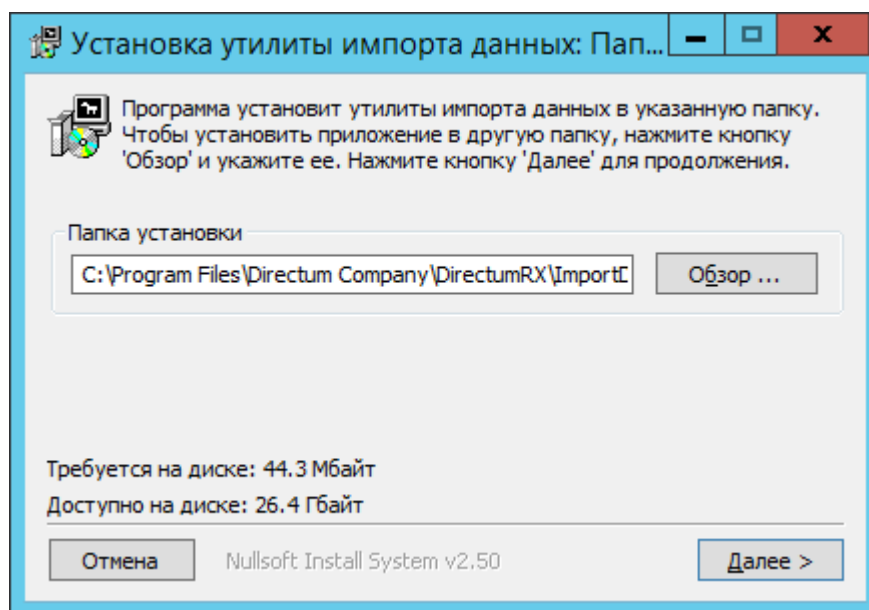 Установка утилиты импорта данных: Пап...
Программа установит утилиты импорта данных в указанную папку.
Чтобы установить приложение в другую папку, нажмите кнопку
'Обзор' и укажите ее. Нажмите кнопку 'Далее' для продолжения.
Папка установки
C:\Program Files\Directum Company\DirectumRX\ImportD
Обзор ...
Требуется на диске: 44.3 Мбайт
Доступно на диске: 26.4 Гбайт
Отмена
Nullsoft Install System v2.50
Далее >